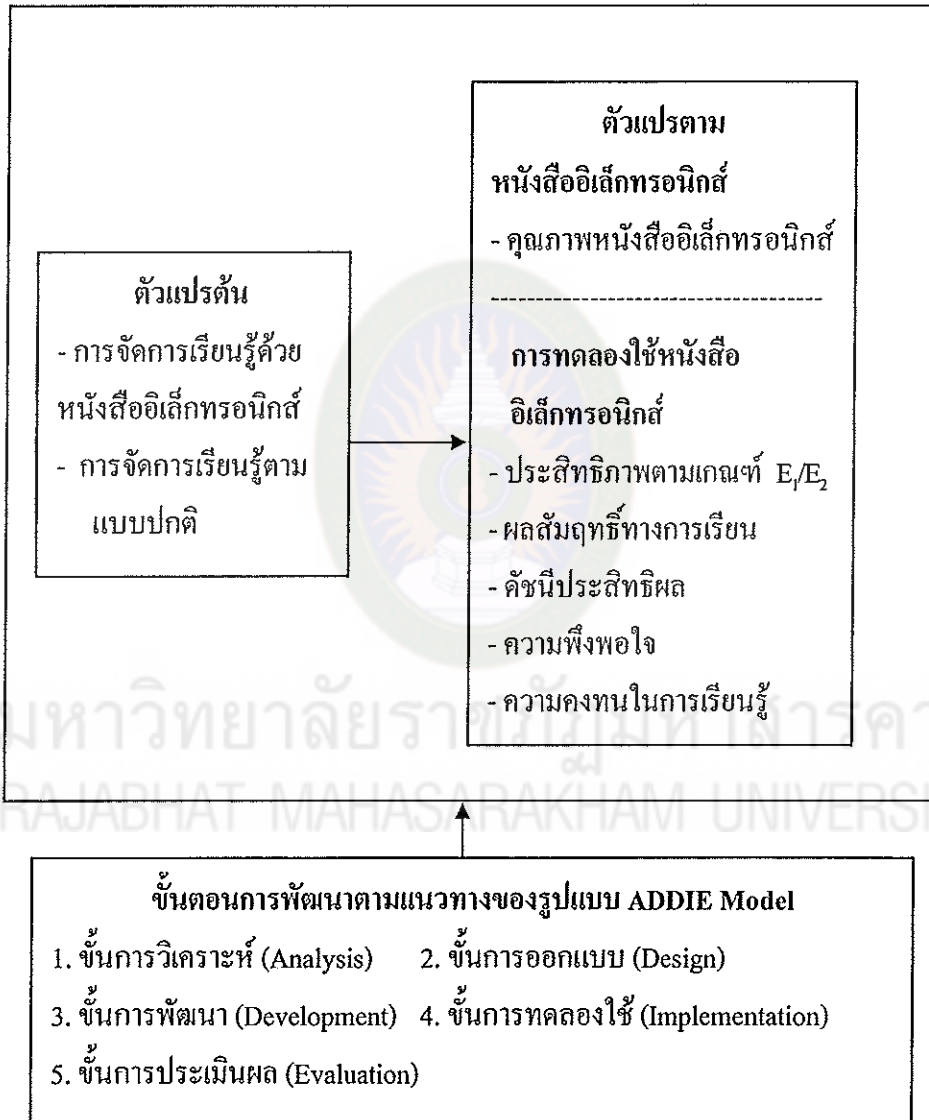 ตัวแปรต้น
- การจัดการเรียนรู้ด้วย
หนังสืออิเล็กทรอนิกส์
- การจัดการเรียนรู้ตาม
แบบปกติ
ตัวแปรตาม
หนังสืออิเล็กทรอนิกส์
- คุณภาพหนังสืออิเล็กทรอนิกส์
-------------------------------------
การทดลองใช้หนังสือ
อิเล็กทรอนิกส์
- ประสิทธิภาพตามเกณฑ์ E₁/E₂
- ผลสัมฤทธิ์ทางการเรียน
- ดัชนีประสิทธิผล
- ความพึงพอใจ
- ความคงทนในการเรียนรู้
มหาวิทยาลัยราชภัฏมหาสารคา
RAJABHAT MAHASARAKHAM UNIVERSI
ขั้นตอนการพัฒนาตามแนวทางของรูปแบบ ADDIE Model
1. ขั้นการวิเคราะห์ (Analysis) 2. ขั้นการออกแบบ (Design)
3. ขั้นการพัฒนา (Development) 4. ขั้นการทดลองใช้ (Implementation)
5. ขั้นการประเมินผล (Evaluation)